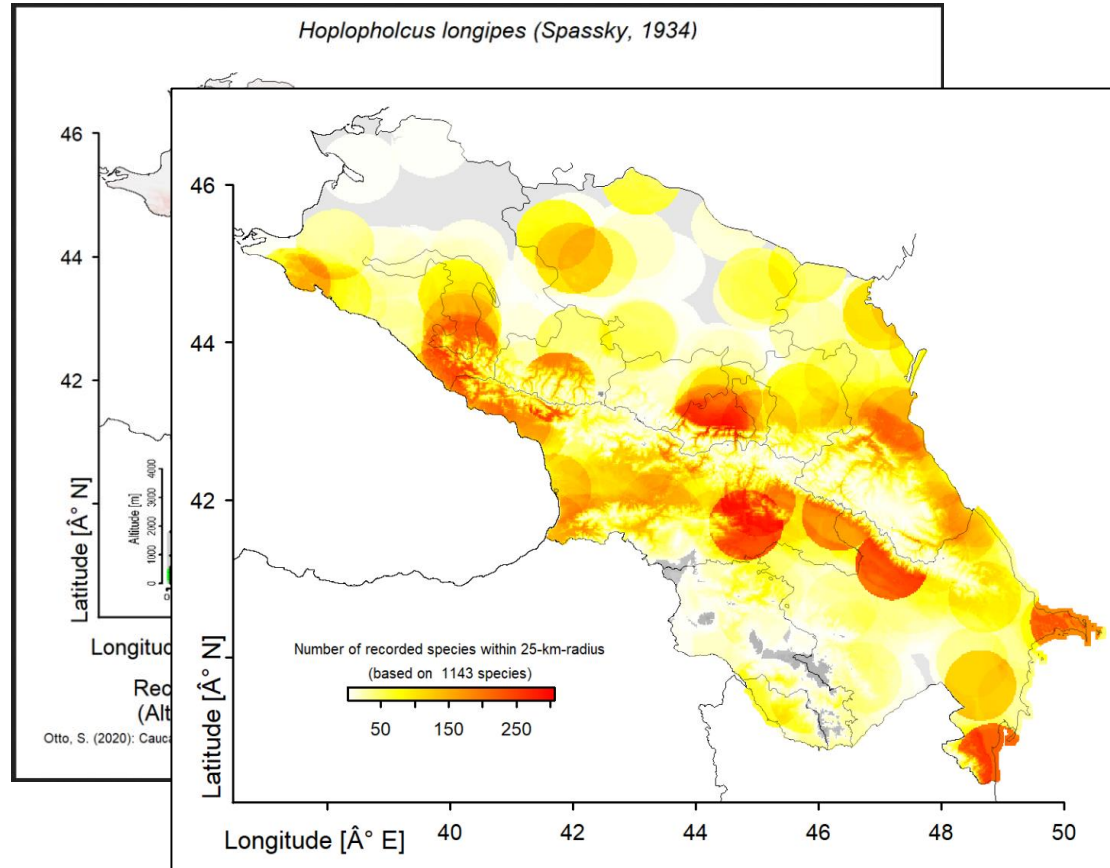 Hoplopholcus longipes (Spassky, 1934)
46
44
42
Latitude [Â° N]
Altitude [m]
4000
3000
2000
1000
0
Longitud
Rec
(Alt
Otto, S. (2020): Cauca
46
44
42
Latitude [Â° N]
Latitude [Â° N]
Number of recorded species within 25-km-radius
(based on 1143 species)
50 150 250
Longitude [Â° E]
40 42 44 46 48 50